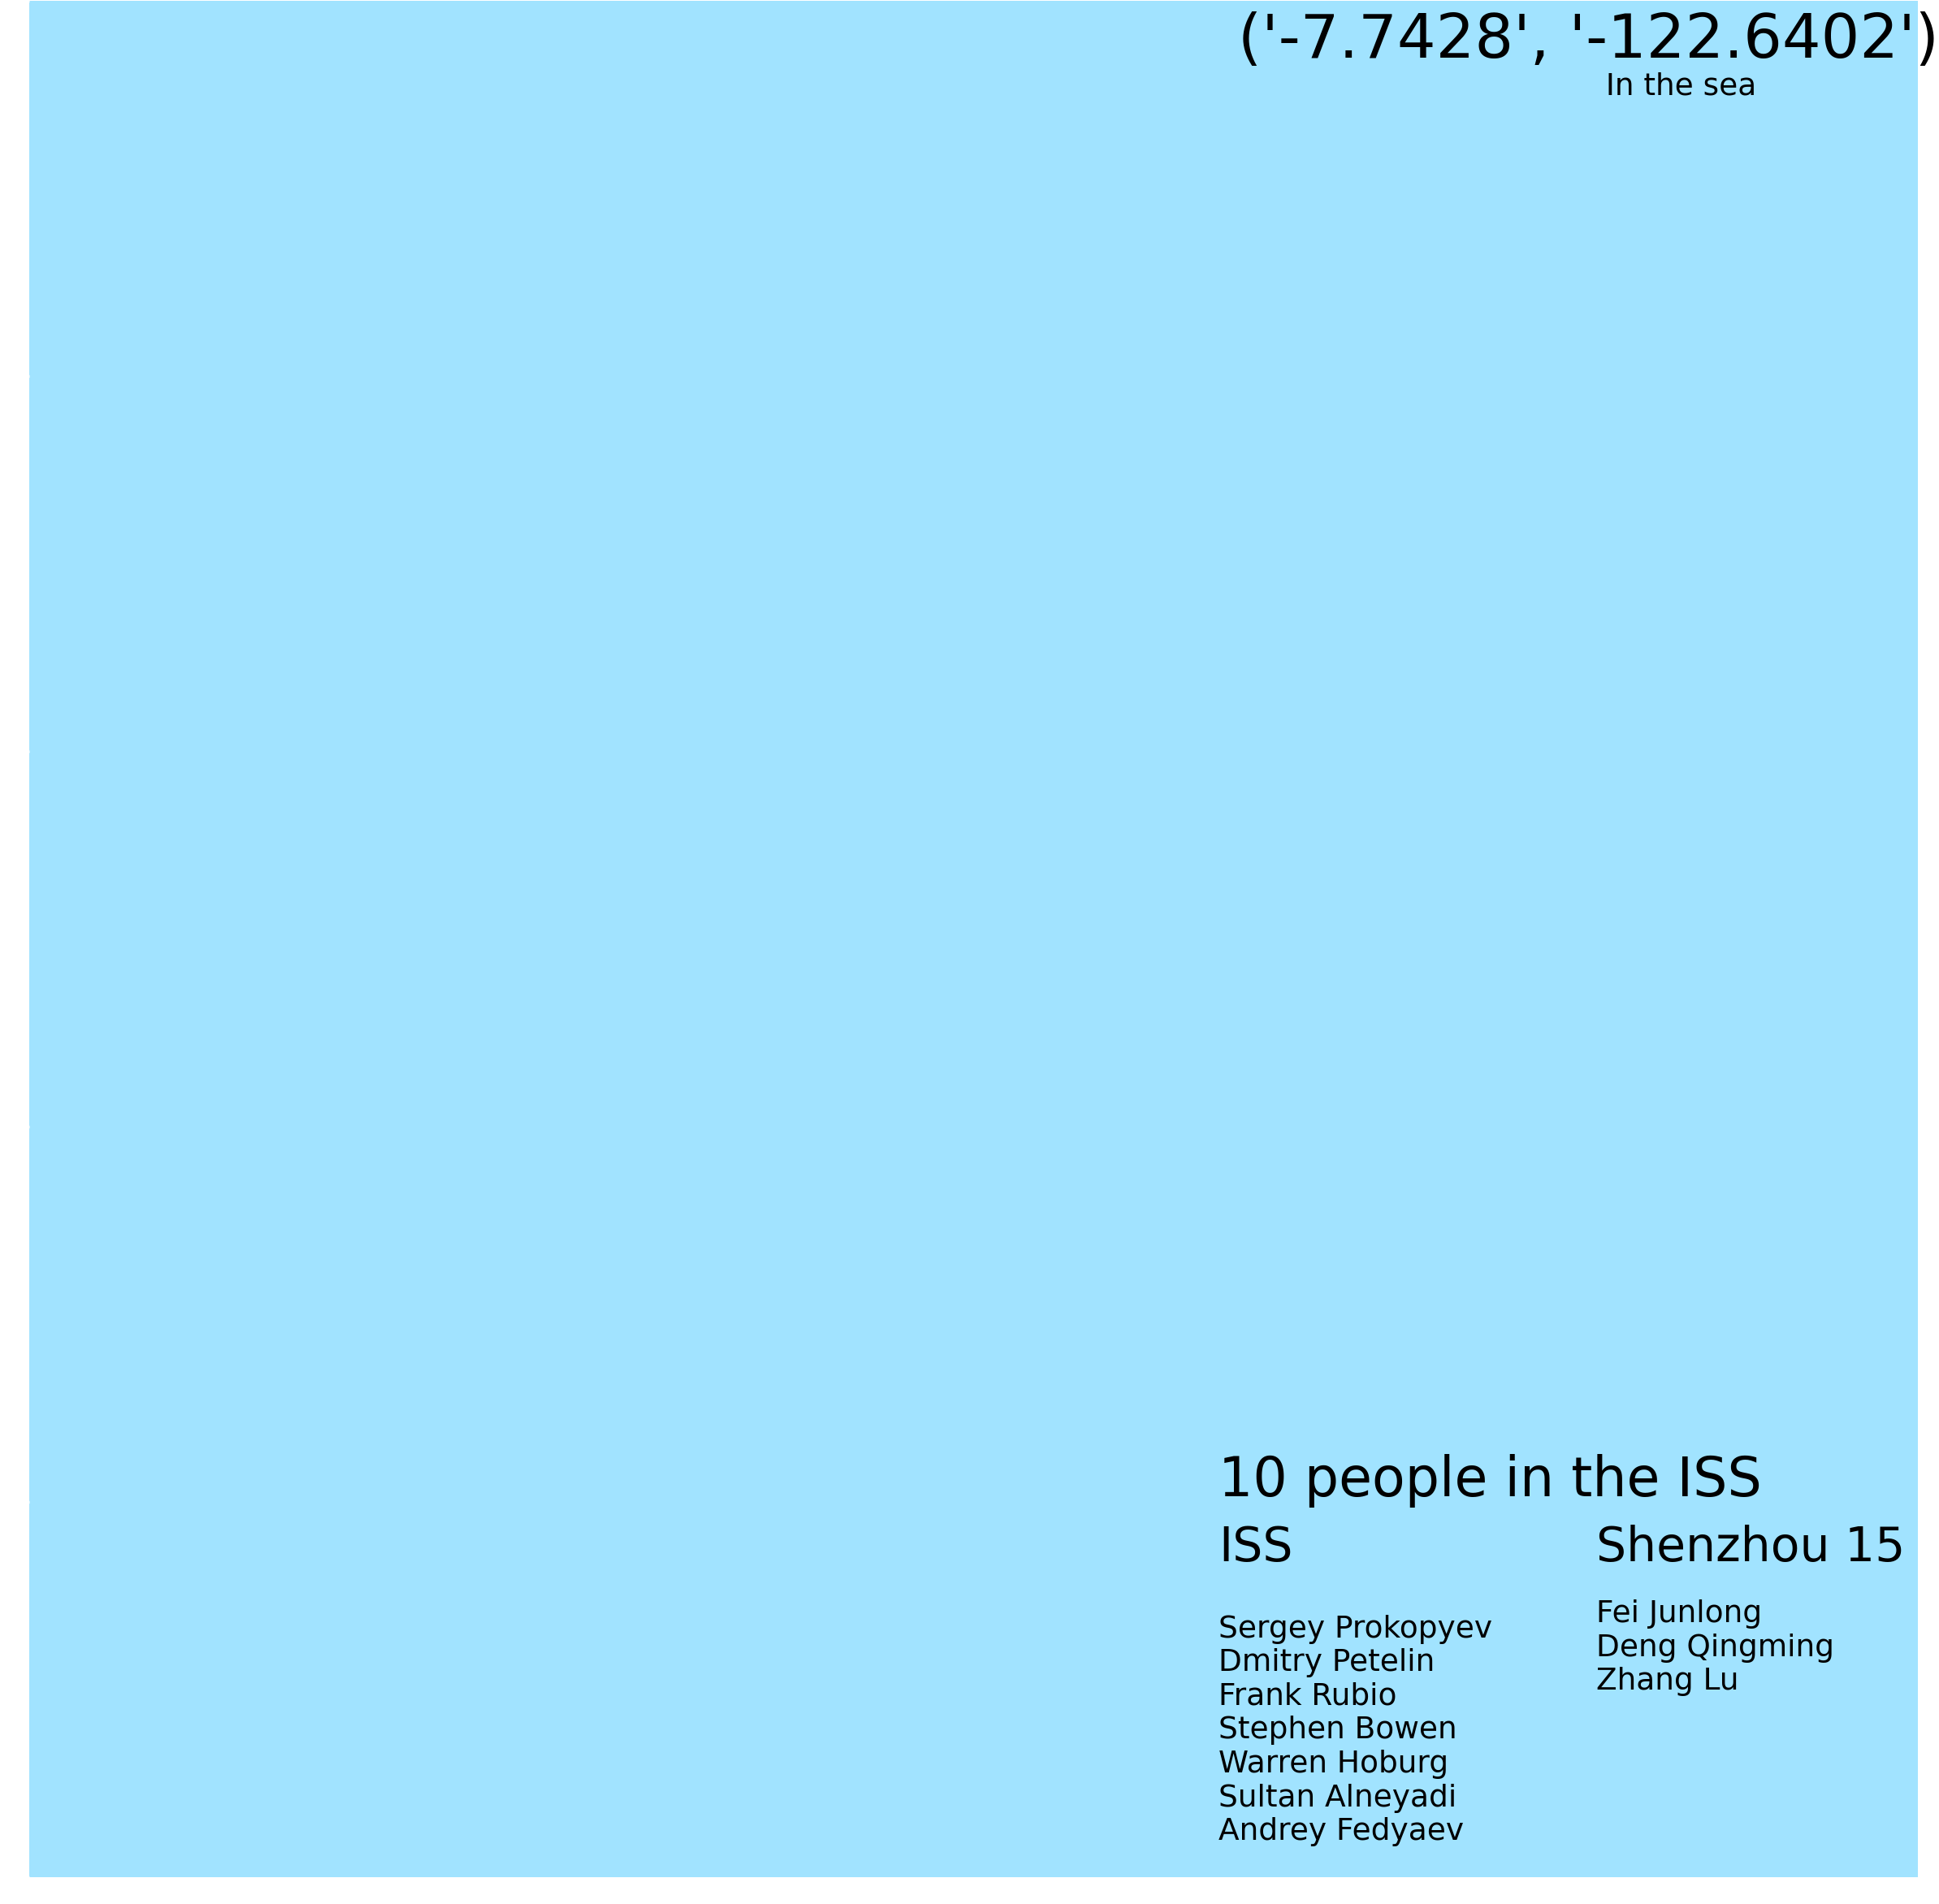 ('-7.7428', '-122.6402')
In the sea
10 people in the ISS
ISS
Sergey Prokopyev
Dmitry Petelin
Frank Rubio
Stephen Bowen
Warren Hoburg
Sultan Alneyadi
Andrey Fedyaev
Shenzhou 15
Fei Junlong
Deng Qingming
Zhang Lu